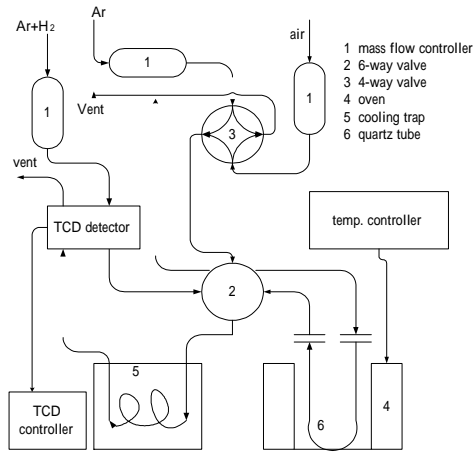 Ar+H2
Ar
air
1
1
1
1 mass flow controller
2 6-way valve
3 4-way valve
4 oven
5 cooling trap
6 quartz tube
Vent
3
vent
TCD detector
temp. controller
2
5
4
6
TCD
controller